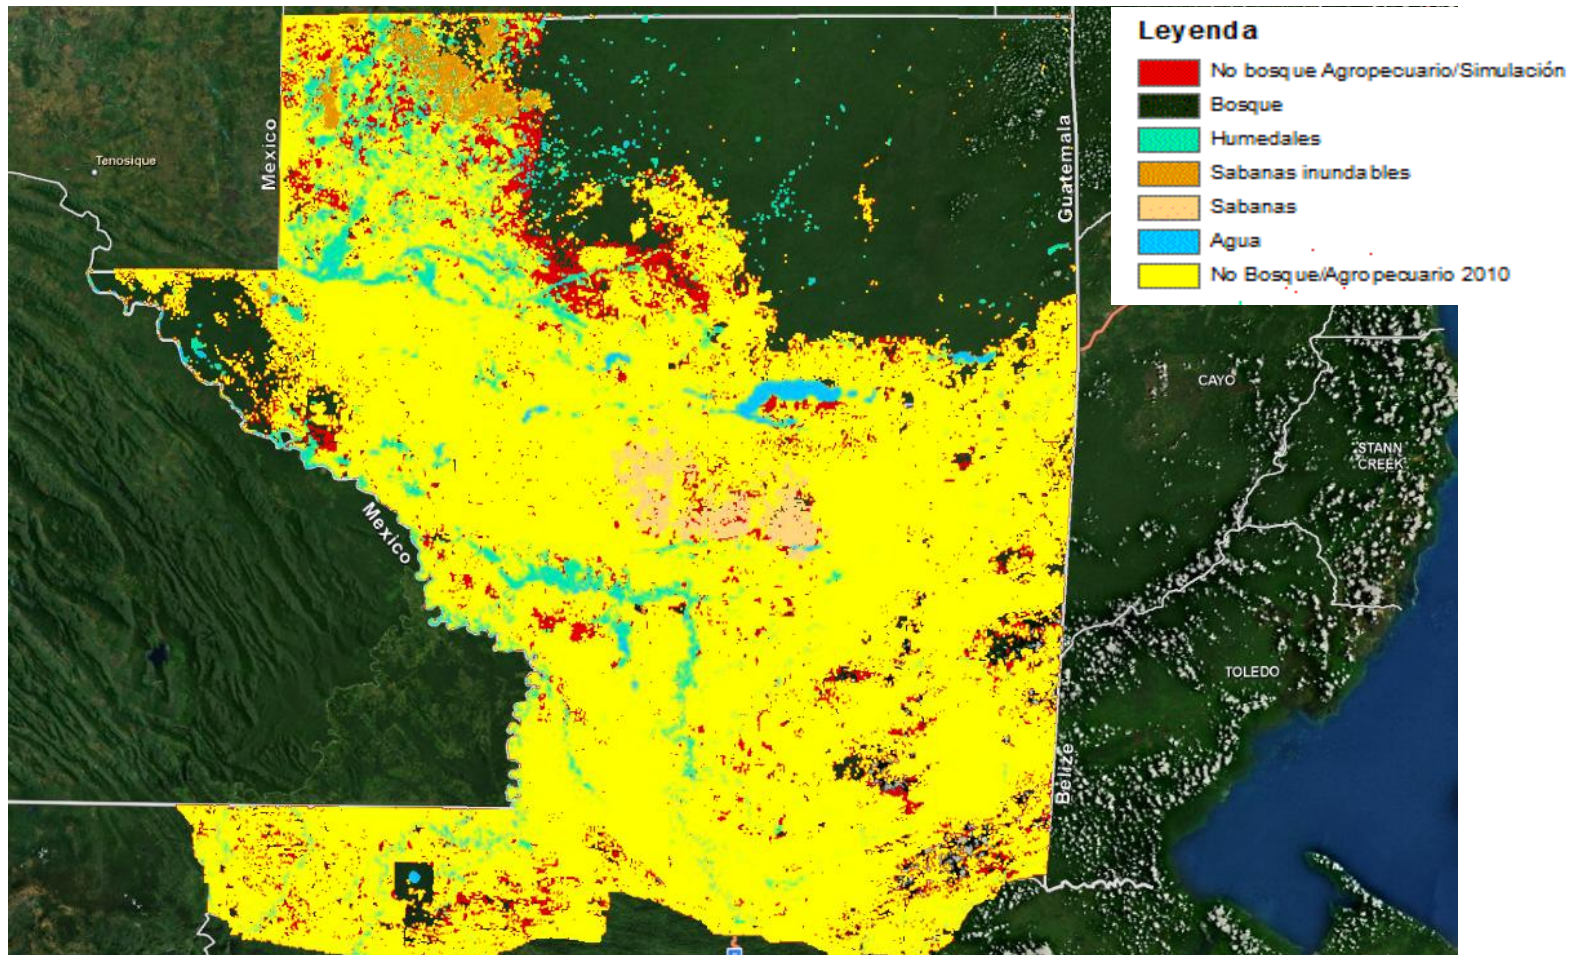 Leyenda
No bosque Agropecuario/Simulación
Bosque
Humedales
Sabanas inundables
Sabanas
Agua
No Bosque/Agropecuario 2010
Tenosique
Mexico
Guatemala
CAYO
STANN
CREEK
Mexico
TOLEDO
Belize